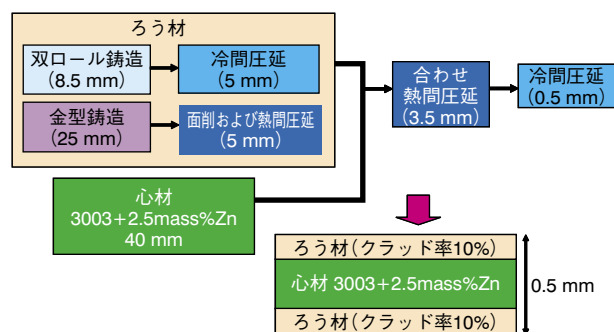 ろう材
双ロール鋳造
(8.5 mm)
冷間圧延
(5 mm)
金型鋳造
(25 mm)
面削および熱間圧延
(5 mm)
合わせ
熱間圧延
(3.5 mm)
冷間圧延
(0.5 mm)
心材
3003+2.5mass%Zn
40 mm
ろう材(クラッド率10%)
心材 3003+2.5mass%Zn
ろう材(クラッド率10%)
0.5 mm